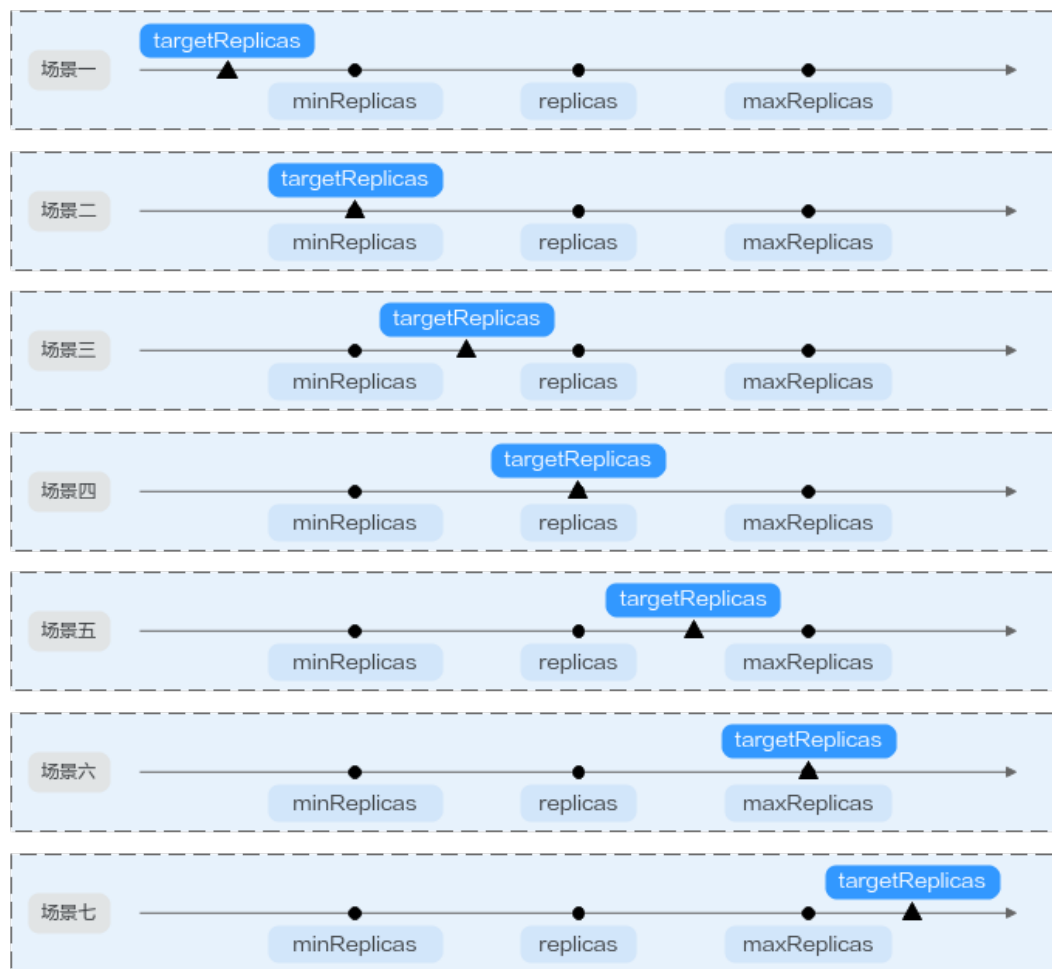 targetReplicas
场景一
minReplicas replicas maxReplicas
targetReplicas
场景二
minReplicas replicas maxReplicas
targetReplicas
场景三
minReplicas replicas maxReplicas
targetReplicas
场景四
minReplicas replicas maxReplicas
targetReplicas
场景五
minReplicas replicas maxReplicas
targetReplicas
场景六
minReplicas replicas maxReplicas
targetReplicas
场景七
minReplicas replicas maxReplicas